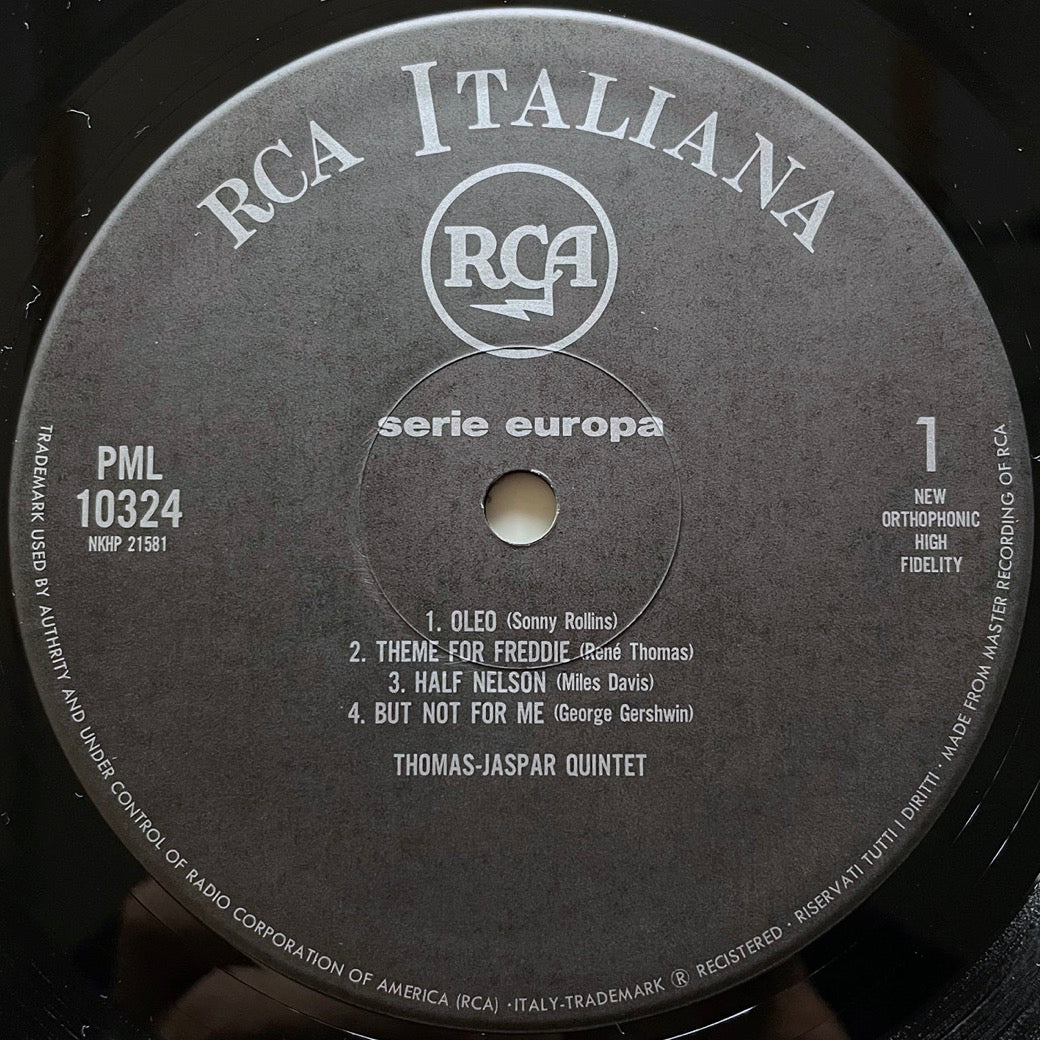 RCA ITALIANA
RCA
serie europa
PML
10324
NKHP 21581
1
NEW
ORTHOPHONIC
HIGH
FIDELITY
1. OLEO (Sonny Rollins)
2. THEME FOR FREDDIE (René Thomas)
3. HALF NELSON (Miles Davis)
4. BUT NOT FOR ME (George Gershwin)
THOMAS-JASPAR QUINTET
TRADEMARK USED BY AUTHRITY AND UNDER CONTROL OF RADIO CORPORATION OF AMERICA (RCA) · ITALY-TRADEMARK ® RECISTERED · RISERVATI TUTTI I DIRITTI · MADE FROM MASTER RECORDING OF RCA